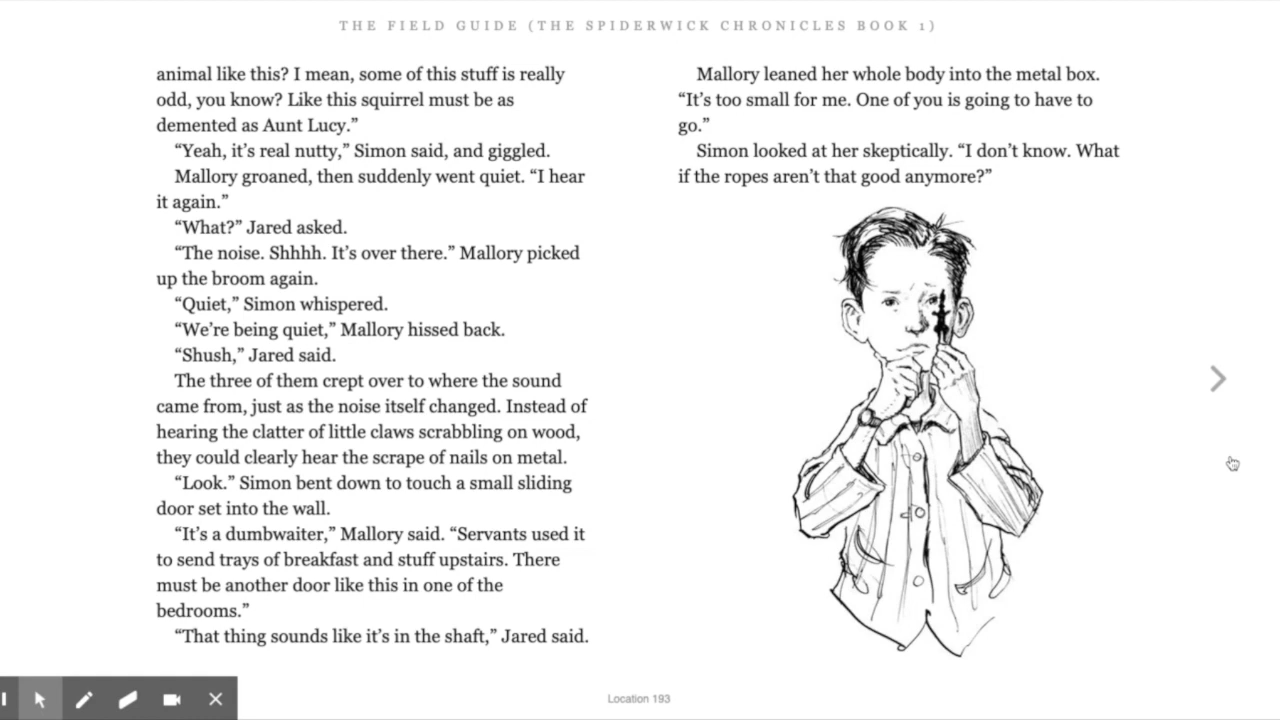 THE FIELD GUIDE (THE SPIDERWICK CHRONICLES BOOK 1)
animal like this? I mean, some of this stuff is really
odd, you know? Like this squirrel must be as
demented as Aunt Lucy.”
“Yeah, it’s real nutty,” Simon said, and giggled.
Mallory groaned, then suddenly went quiet. “I hear
it again.”
“What?” Jared asked.
“The noise. Shhhh. It’s over there.” Mallory picked
up the broom again.
“Quiet,” Simon whispered.
“We’re being quiet,” Mallory hissed back.
“Shush,” Jared said.
The three of them crept over to where the sound
came from, just as the noise itself changed. Instead of
hearing the clatter of little claws scrabbling on wood,
they could clearly hear the scrape of nails on metal.
“Look.” Simon bent down to touch a small sliding
door set into the wall.
“It’s a dumbwaiter,” Mallory said. “Servants used it
to send trays of breakfast and stuff upstairs. There
must be another door like this in one of the
bedrooms.”
“That thing sounds like it’s in the shaft,” Jared said.
Mallory leaned her whole body into the metal box.
“It’s too small for me. One of you is going to have to
go.”
Simon looked at her skeptically. “I don’t know. What
if the ropes aren’t that good anymore?”
Location 193